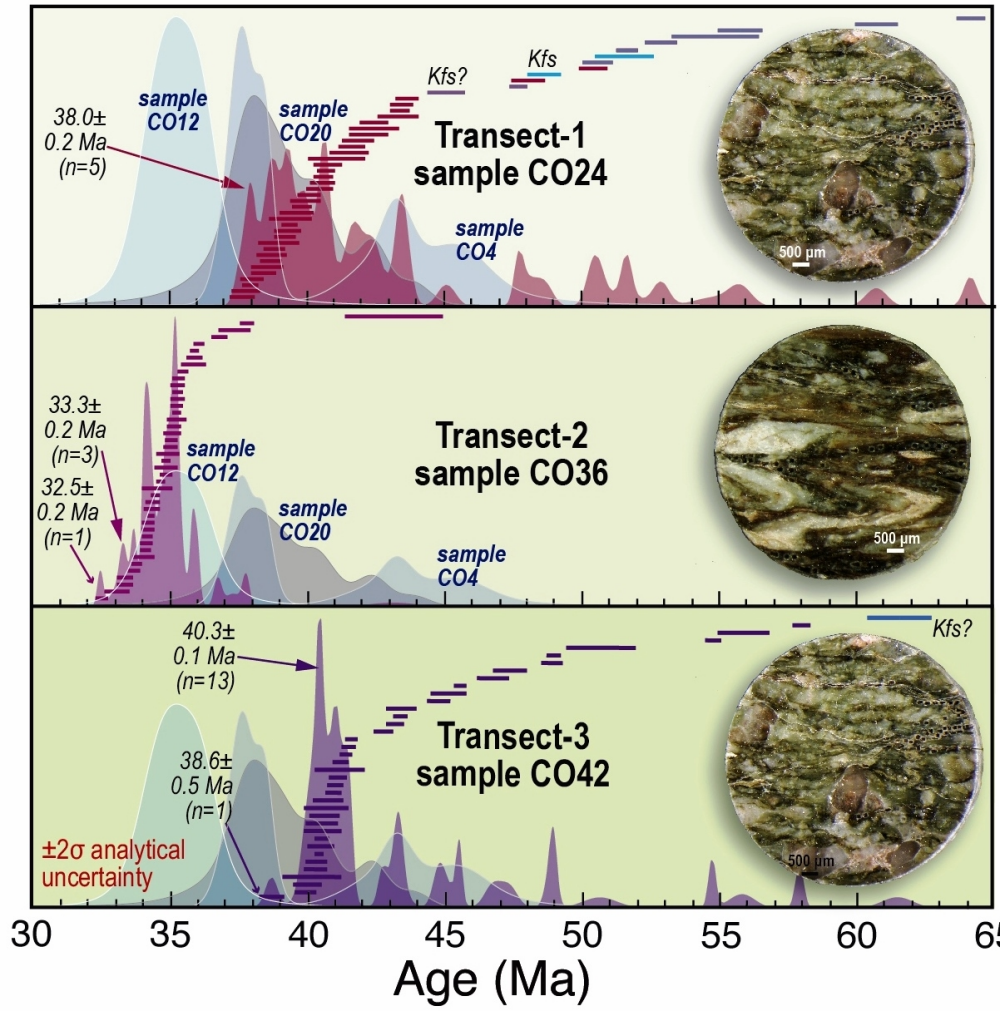 Kfs?
Kfs
sample
CO12
sample
CO20
38.0±
0.2 Ma
(n=5)
Transect-1
sample CO24
sample
CO4
500 µm
33.3±
0.2 Ma
(n=3)
32.5±
0.2 Ma
(n=1)
sample
CO12
sample
CO20
sample
CO4
Transect-2
sample CO36
500 µm
40.3±
0.1 Ma
(n=13)
Kfs?
38.6±
0.5 Ma
(n=1)
Transect-3
sample CO42
±2σ analytical
uncertainty
500 µm
30 35 40 45 50 55 60 65
Age (Ma)